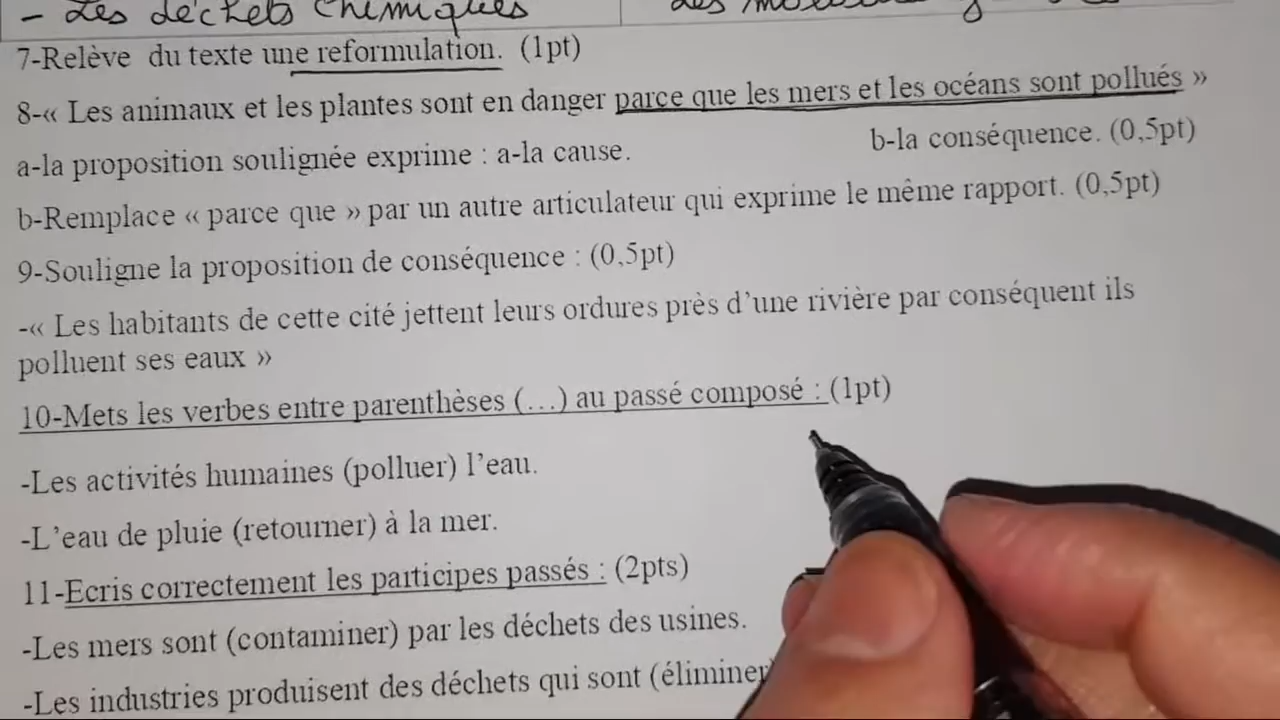 - Les déchets chimiques
7-Relève du texte une reformulation. (1pt)
8-« Les animaux et les plantes sont en danger parce que les mers et les océans sont pollués »
a-la proposition soulignée exprime : a-la cause. b-la conséquence. (0,5pt)
b-Remplace « parce que » par un autre articulateur qui exprime le même rapport. (0,5pt)
9-Souligne la proposition de conséquence : (0,5pt)
-« Les habitants de cette cité jettent leurs ordures près d’une rivière par conséquent ils
polluent ses eaux »
10-Mets les verbes entre parenthèses (…) au passé composé : (1pt)
-Les activités humaines (polluer) l’eau.
-L’eau de pluie (retourner) à la mer.
11-Ecris correctement les participes passés : (2pts)
-Les mers sont (contaminer) par les déchets des usines.
-Les industries produisent des déchets qui sont (éliminer)